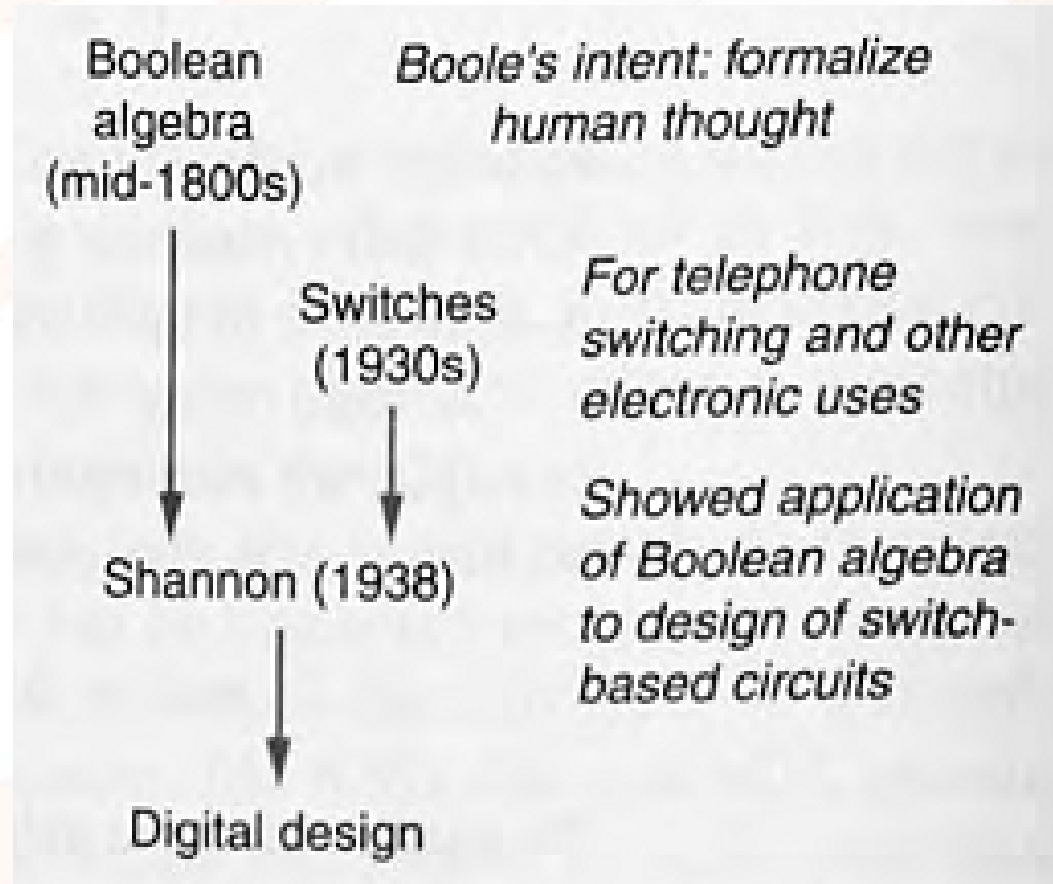 Boolean
algebra
(mid-1800s)
Boole's intent: formalize
human thought
Switches
(1930s)
For telephone
switching and other
electronic uses
Shannon (1938)
Showed application
of Boolean algebra
to design of switch-
based circuits
Digital design